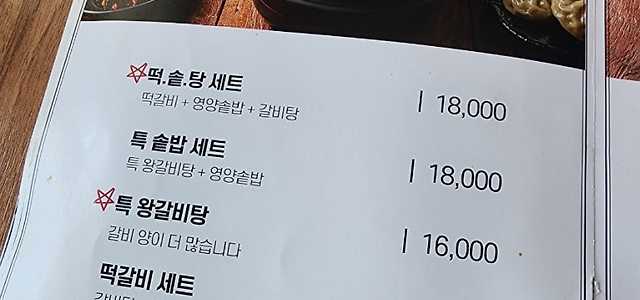 떡.솥.탕 세트
떡갈비 + 영양솥밥 + 갈비탕 | 18,000
특 솥밥 세트
특 왕갈비탕 + 영양솥밥 | 18,000
특 왕갈비탕
갈비 양이 더 많습니다 | 16,000
떡갈비 세트